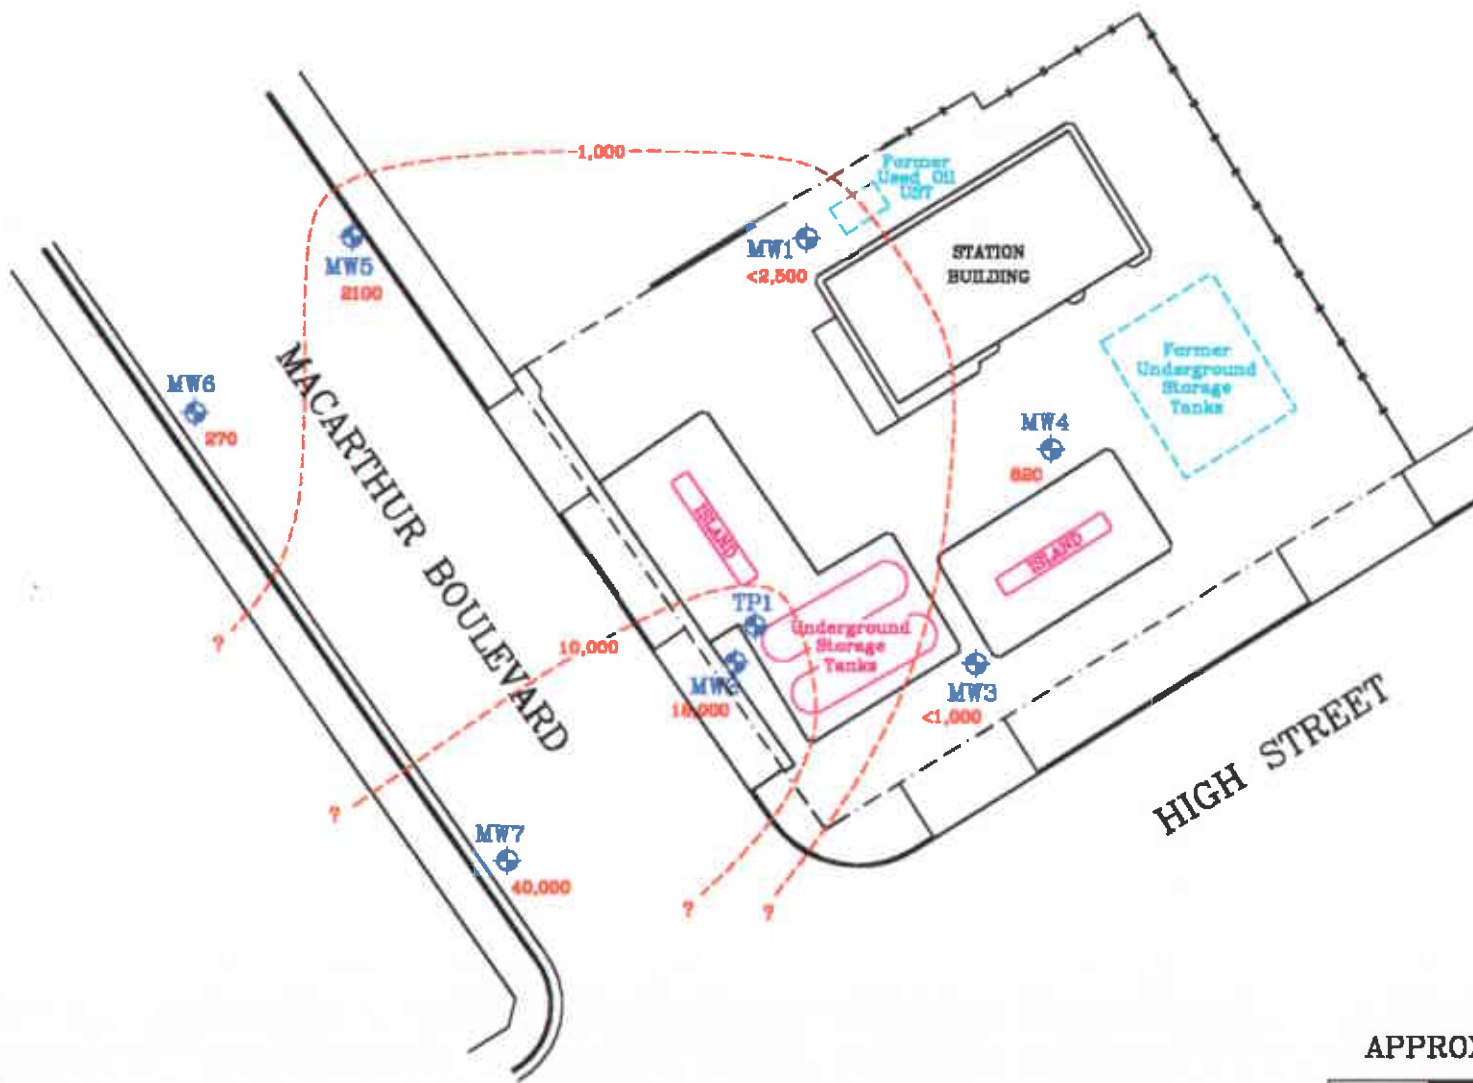 1,000
Former
Used Oil
UST
MW1
<2,500
STATION
BUILDING
MW5
2100
MACARTHUR BOULEVARD
MW6
270
Former
Underground
Storage
Tanks
MW4
820
ISLAND
ISLAND
TP1
Underground
Storage
Tanks
10,000
?
MW3
<1,000
HIGH STREET
?
MW7
40,000
?
?
APPROX